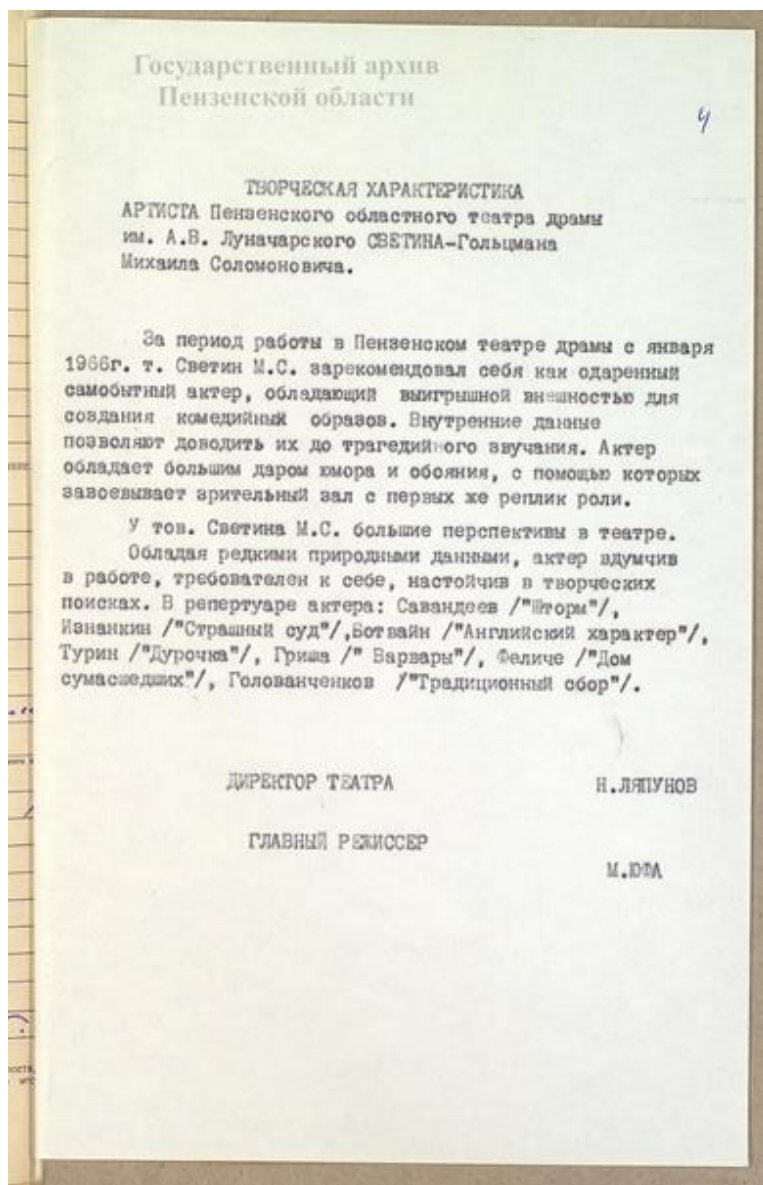 Государственный архив
Пензенской области
4
ТВОРЧЕСКАЯ ХАРАКТЕРИСТИКА
АРТИСТА Пензенского областного театра драмы
им. А.В. Луначарского СВЕТИНА-Гольцмана
Михаила Соломоновича.
За период работы в Пензенском театре драмы с января
1966г. т. Светин М.С. зарекомендовал себя как одаренный
самобытный актер, обладающий выигрышной внешностью для
создания комедийный образов. Внутренние данные
позволяют доводить их до трагедийного звучания. Актер
обладает большим даром юмора и обояния, с помощью которых
завоевывает зрительный зал с первых же реплик роли.
У тов. Светина М.С. большие перспективы в театре.
Обладая редкими природными данными, актер вдумчив
в работе, требователен к себе, настойчив в творческих
поисках. В репертуаре актера: Савандеев /"Шторм"/,
Изнанкин /"Страшный суд"/,Ботвайн /"Английский характер"/,
Турин /"Дурочка"/, Гриша /" Варвары"/, Феличе /"Дом
сумасшедших"/, Голованченков /"Традиционный сбор"/.
ДИРЕКТОР ТЕАТРА Н.ЛЯПУНОВ
ГЛАВНЫЙ РЕЖИССЕР
М.ЮФА